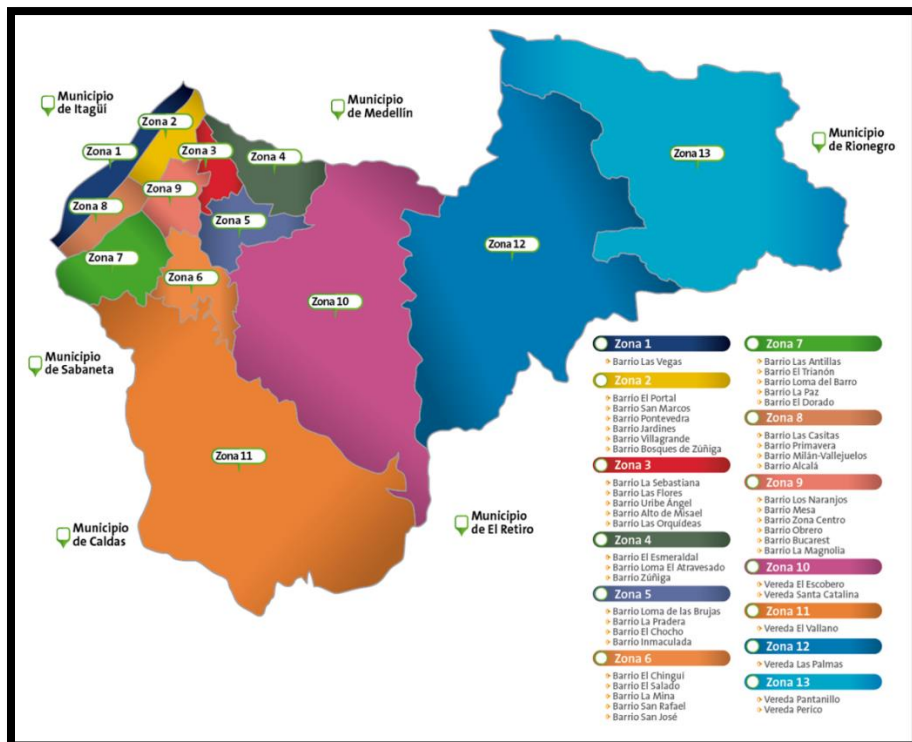 Municipio
de Itagüí
Municipio
de Medellín
Municipio
de Rionegro
Zona 2
Zona 1
Zona 3
Zona 4
Zona 13
Zona 9
Zona 8
Zona 5
Zona 12
Zona 7
Zona 6
Zona 10
Municipio
de Sabaneta
Zona 11
Municipio
de Caldas
Municipio
de El Retiro
Zona 1
Barrio Las Vegas
Zona 2
Barrio El Portal
Barrio San Marcos
Barrio Pontevedra
Barrio Jardines
Barrio Villagrande
Barrio Bosques de Zúñiga
Zona 3
Barrio La Sebastiana
Barrio Las Flores
Barrio Uribe Ángel
Barrio Alto de Misael
Barrio Las Orquídeas
Zona 4
Barrio El Esmeraldal
Barrio Loma El Atravesado
Barrio Zúñiga
Zona 5
Barrio Loma de las Brujas
Barrio La Pradera
Barrio El Chocho
Barrio Inmaculada
Zona 6
Barrio El Chinguí
Barrio El Salado
Barrio La Mina
Barrio San Rafael
Barrio San José
Zona 7
Barrio Las Antillas
Barrio El Trianón
Barrio Loma del Barro
Barrio La Paz
Barrio El Dorado
Zona 8
Barrio Las Casitas
Barrio Primavera
Barrio Milán-Vallejuelos
Barrio Alcalá
Zona 9
Barrio Los Naranjos
Barrio Mesa
Barrio Zona Centro
Barrio Obrero
Barrio Bucarest
Barrio La Magnolia
Zona 10
Vereda El Escobero
Vereda Santa Catalina
Zona 11
Vereda El Vallano
Zona 12
Vereda Las Palmas
Zona 13
Vereda Pantanillo
Vereda Perico